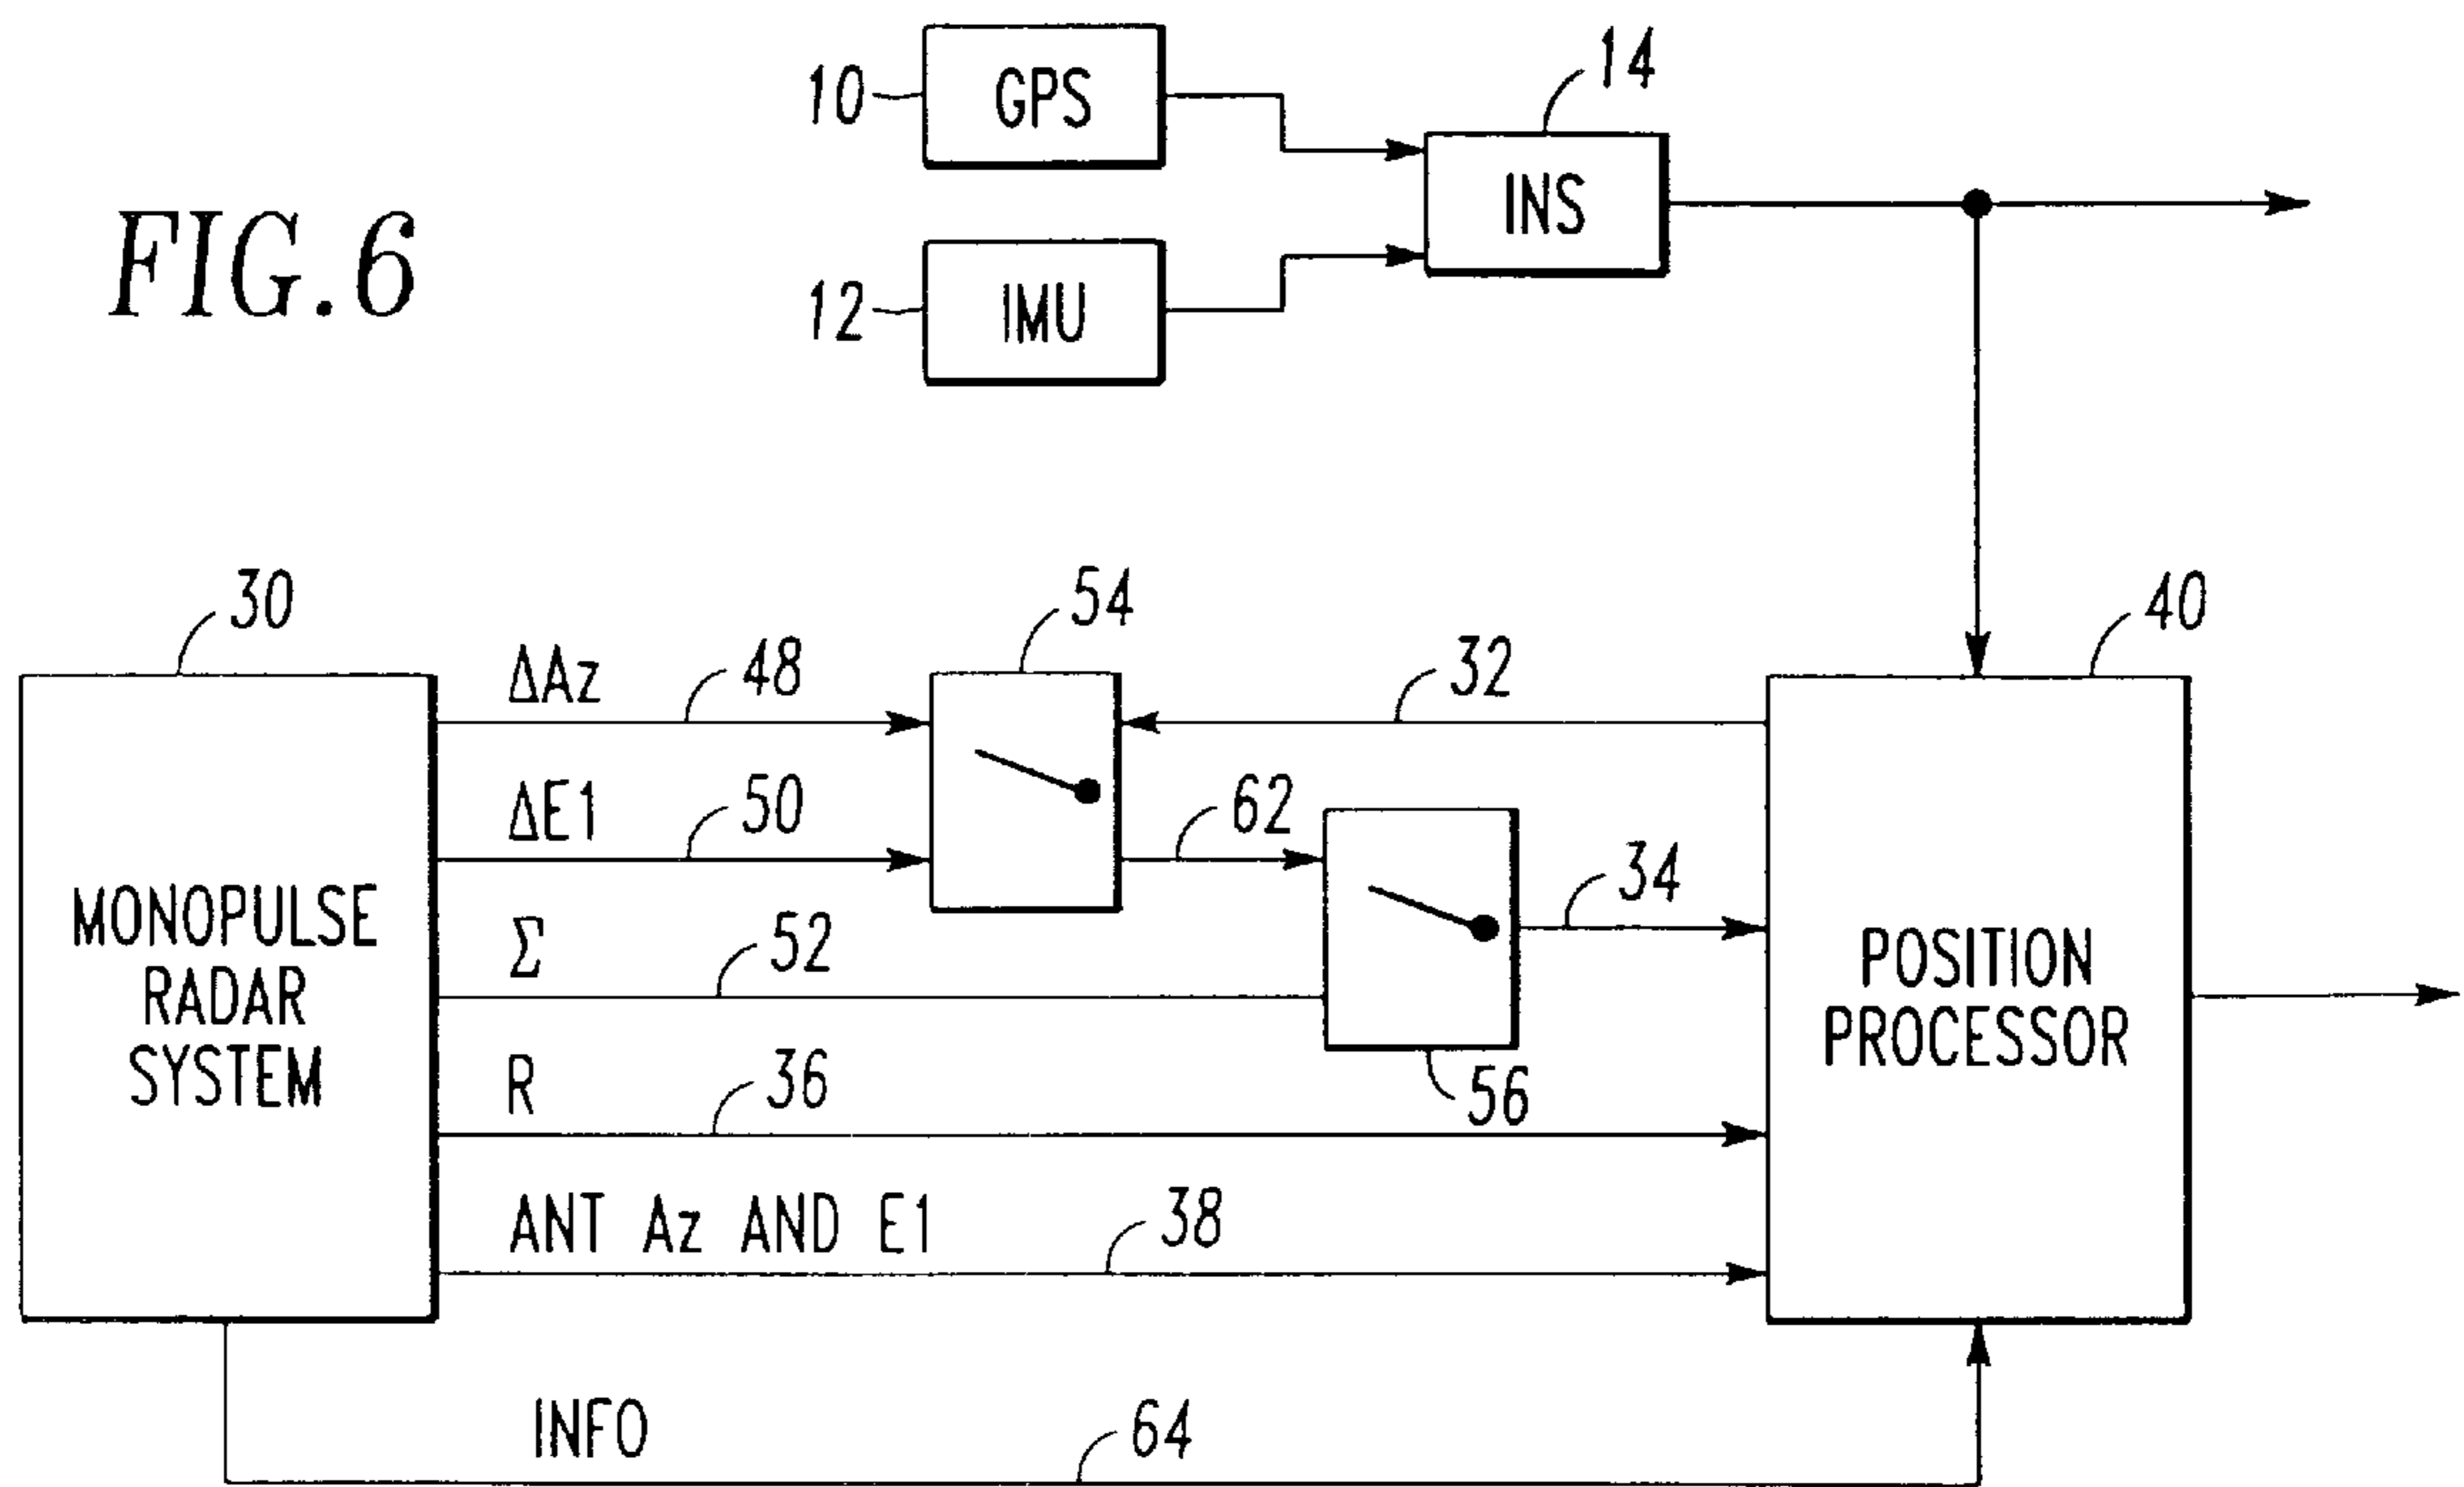 FIG. 6
10
GPS
14
INS
12
IMU
30
ΔAz
48
54
32
40
ΔE1
50
62
34
MONOPULSE
RADAR
SYSTEM
Σ
52
POSITION
PROCESSOR
R
36
56
ANT Az AND E1
38
INFO
64